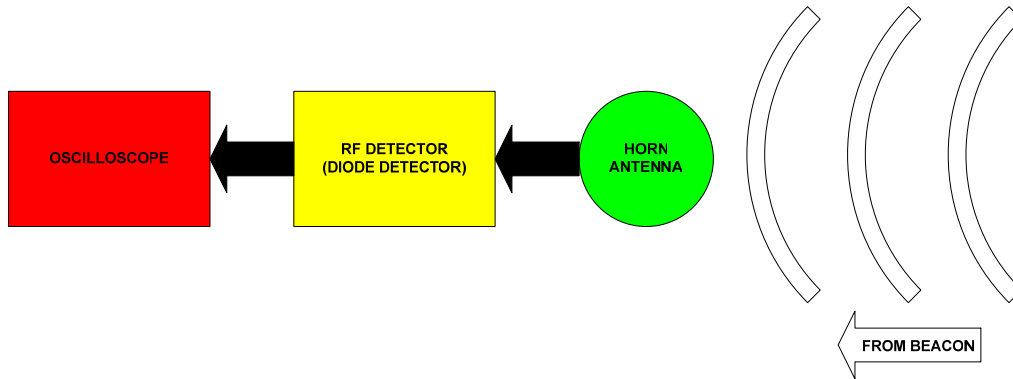 OSCILLOSCOPE
RF DETECTOR
(DIODE DETECTOR)
HORN
ANTENNA
FROM BEACON